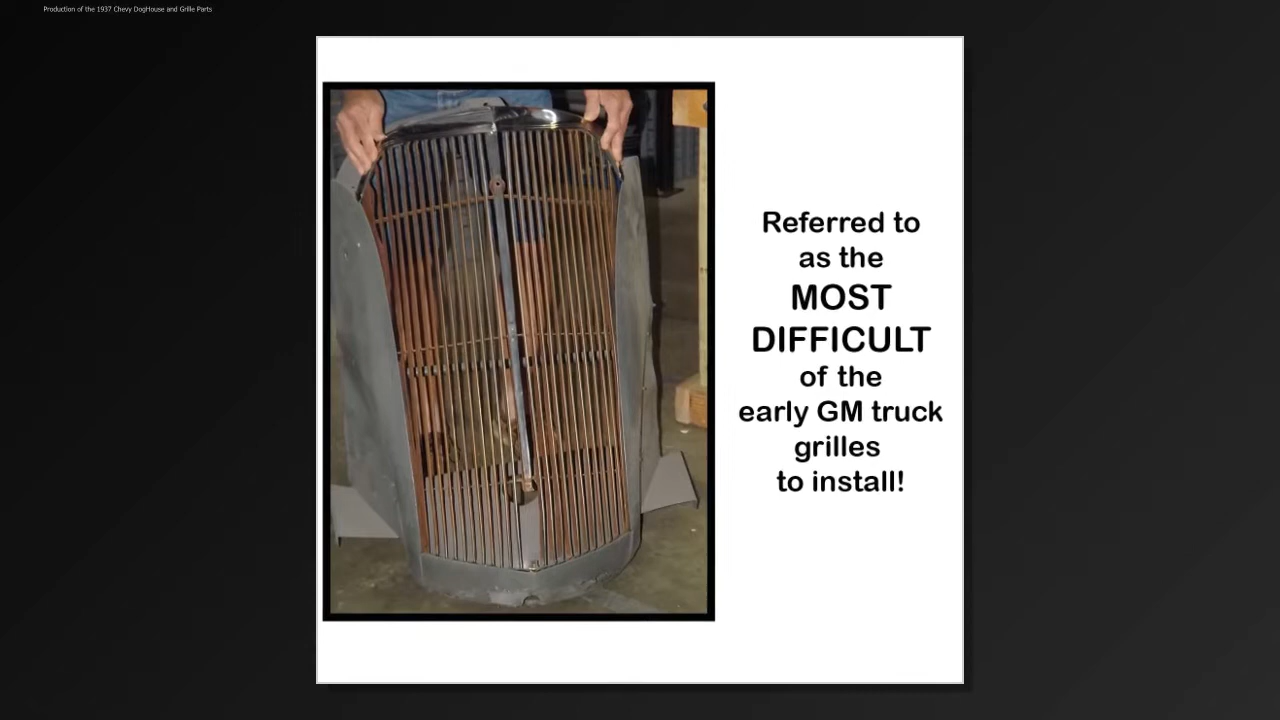 Production of the 1937 Chevy DogHouse and Grille Parts
Referred to
as the
MOST
DIFFICULT
of the
early GM truck
grilles
to install!